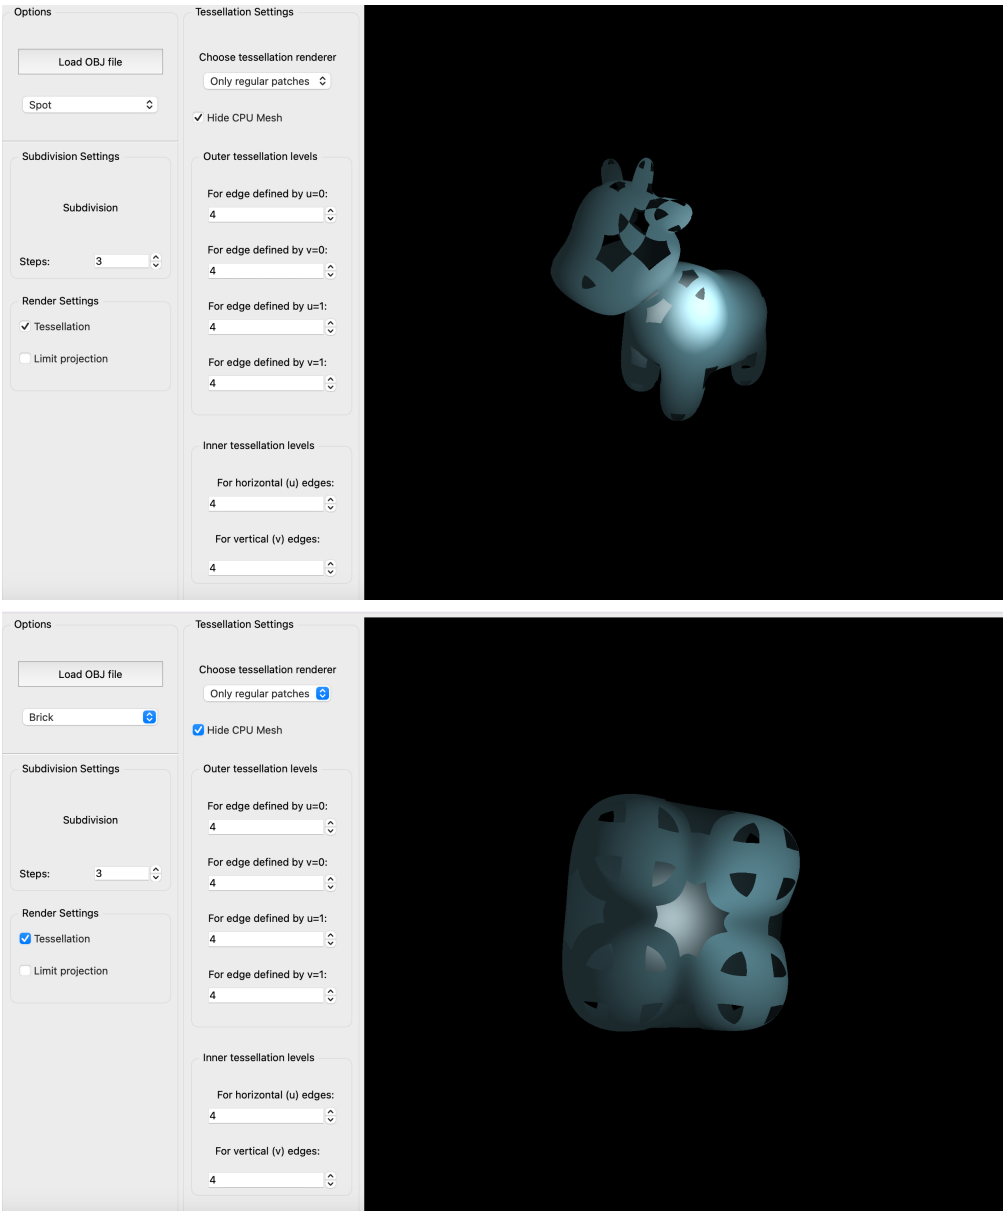 Options
Load OBJ file
Spot
Subdivision Settings
Subdivision
Steps: 3
Render Settings
Tessellation
Limit projection
Tessellation Settings
Choose tessellation renderer
Only regular patches
Hide CPU Mesh
Outer tessellation levels
For edge defined by u=0:
4
For edge defined by v=0:
4
For edge defined by u=1:
4
For edge defined by v=1:
4
Inner tessellation levels
For horizontal (u) edges:
4
For vertical (v) edges:
4
Options
Load OBJ file
Brick
Subdivision Settings
Subdivision
Steps: 3
Render Settings
Tessellation
Limit projection
Tessellation Settings
Choose tessellation renderer
Only regular patches
Hide CPU Mesh
Outer tessellation levels
For edge defined by u=0:
4
For edge defined by v=0:
4
For edge defined by u=1:
4
For edge defined by v=1:
4
Inner tessellation levels
For horizontal (u) edges:
4
For vertical (v) edges:
4